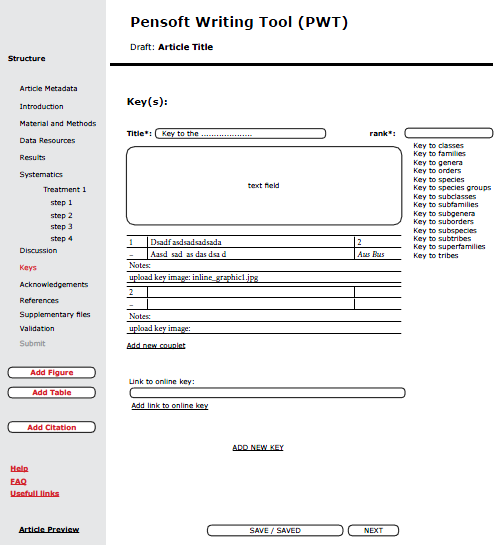 Pensoft Writing Tool (PWT)
Draft: Article Title
Structure
Article Metadata
Introduction
Material and Methods
Data Resources
Results
Systematics
Treatment 1
step 1
step 2
step 3
step 4
Discussion
Keys
Acknowledgements
References
Supplementary files
Validation
Submit
Add Figure
Add Table
Add Citation
Help
FAQ
Usefull links
Article Preview
Key(s):
Title*: Key to the ...................
rank*:
Key to classes
Key to families
Key to genera
Key to orders
Key to species
Key to species groups
Key to subclasses
Key to subfamilies
Key to subgenera
Key to suborders
Key to subspecies
Key to subtribes
Key to superfamilies
Key to tribes
text field
1 Dsadf asdsadsadsada 2
– Aasd sad as das dsa d Aus Bus
Notes:
upload key image: inline_graphic1.jpg
2
–
Notes:
upload key image:
Add new couplet
Link to online key:
Add link to online key
ADD NEW KEY
SAVE / SAVED NEXT